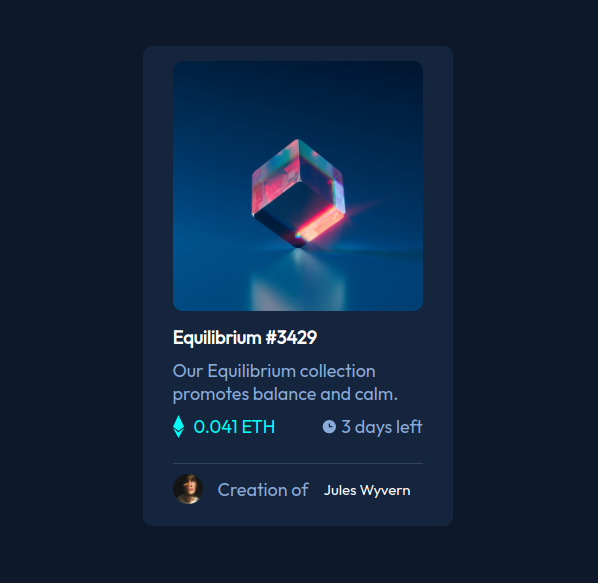 Equilibrium #3429
Our Equilibrium collection
promotes balance and calm.
0.041 ETH 3 days left
Creation of Jules Wyvern